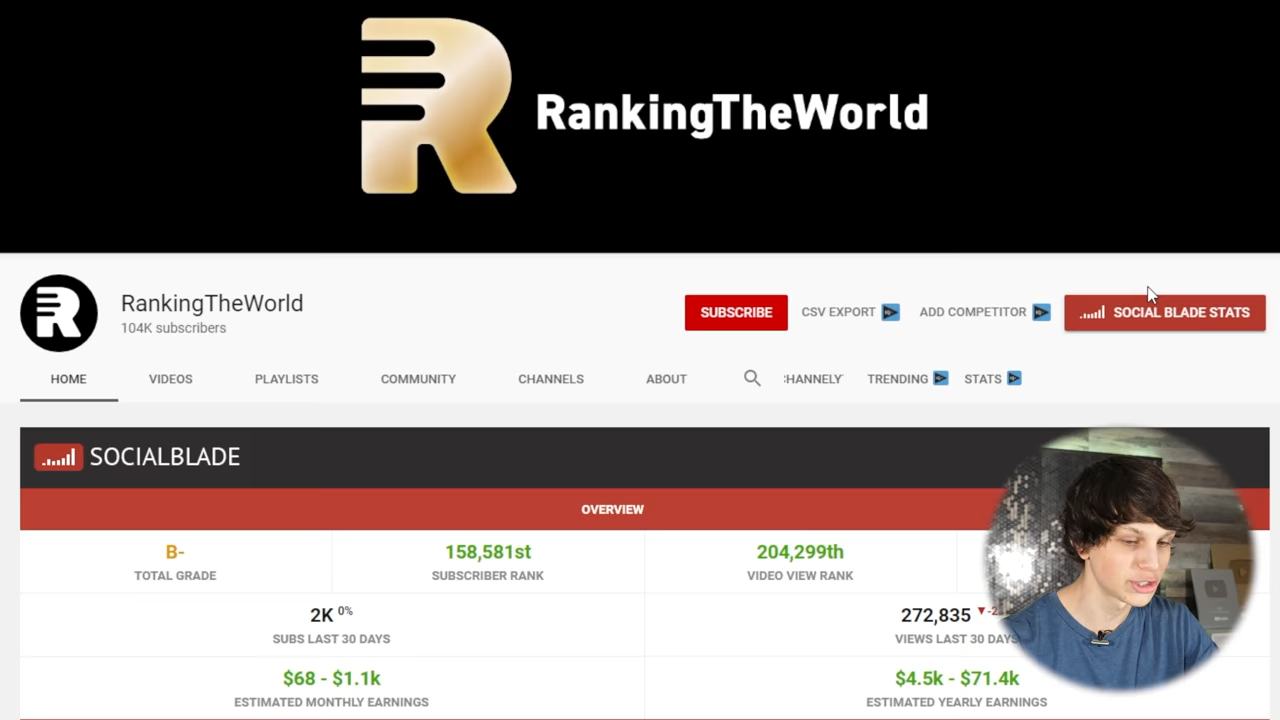 RankingTheWorld
RankingTheWorld
104K subscribers
SUBSCRIBE
CSV EXPORT
ADD COMPETITOR
SOCIAL BLADE STATS
HOME
VIDEOS
PLAYLISTS
COMMUNITY
CHANNELS
ABOUT
HANNELY
TRENDING
STATS
SOCIALBLADE
OVERVIEW
B-
TOTAL GRADE
158,581st
SUBSCRIBER RANK
204,299th
VIDEO VIEW RANK
2K 0%
SUBS LAST 30 DAYS
272,835
VIEWS LAST 30 DAYS
$68 - $1.1k
ESTIMATED MONTHLY EARNINGS
$4.5k - $71.4k
ESTIMATED YEARLY EARNINGS